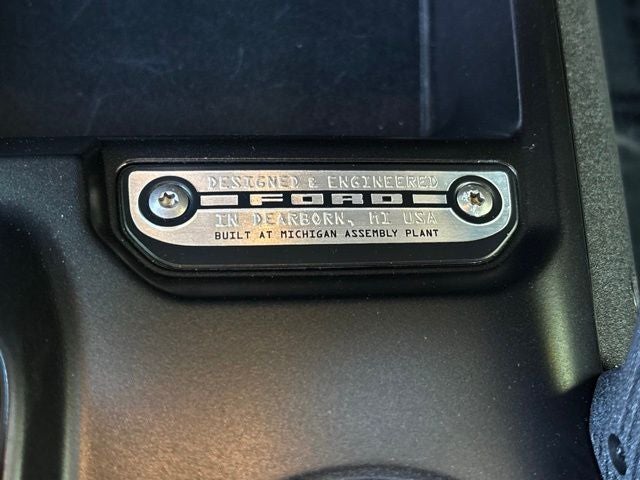 DESIGNED & ENGINEERED
FORD
IN DEARBORN, MI USA
BUILT AT MICHIGAN ASSEMBLY PLANT